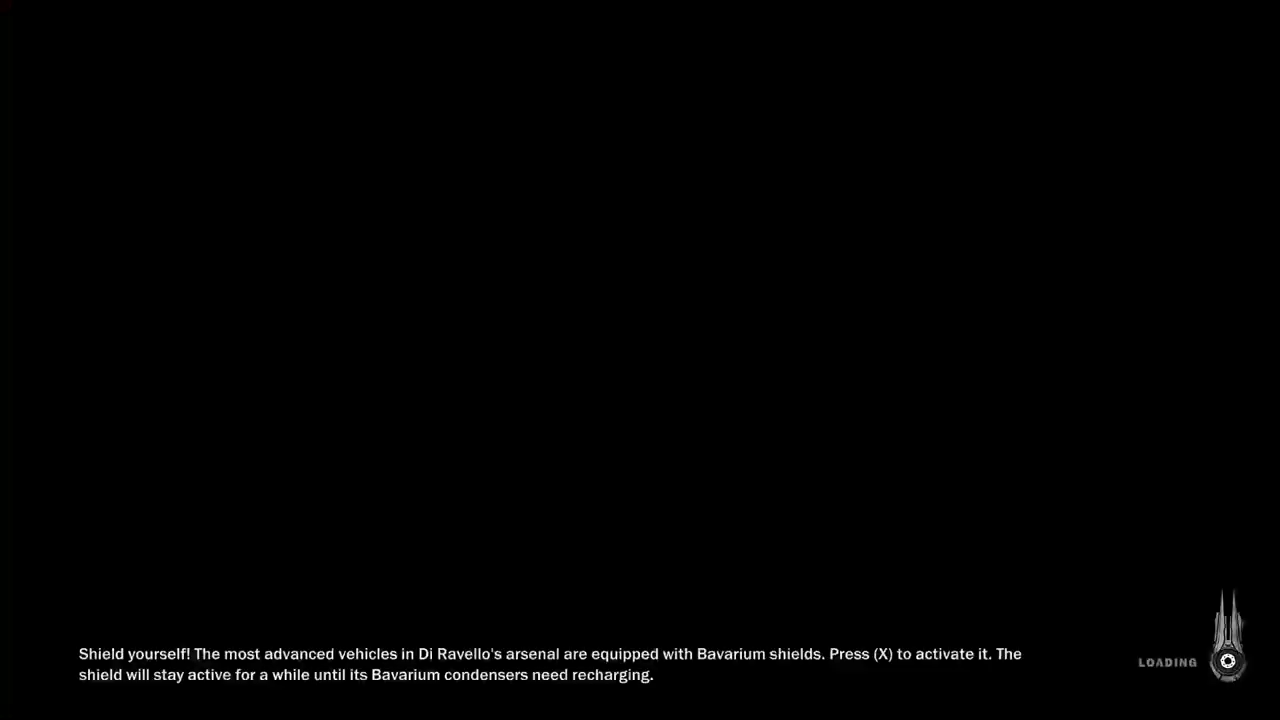 Shield yourself! The most advanced vehicles in Di Ravello's arsenal are equipped with Bavarium shields. Press (X) to activate it. The
shield will stay active for a while until its Bavarium condensers need recharging.
LOADING